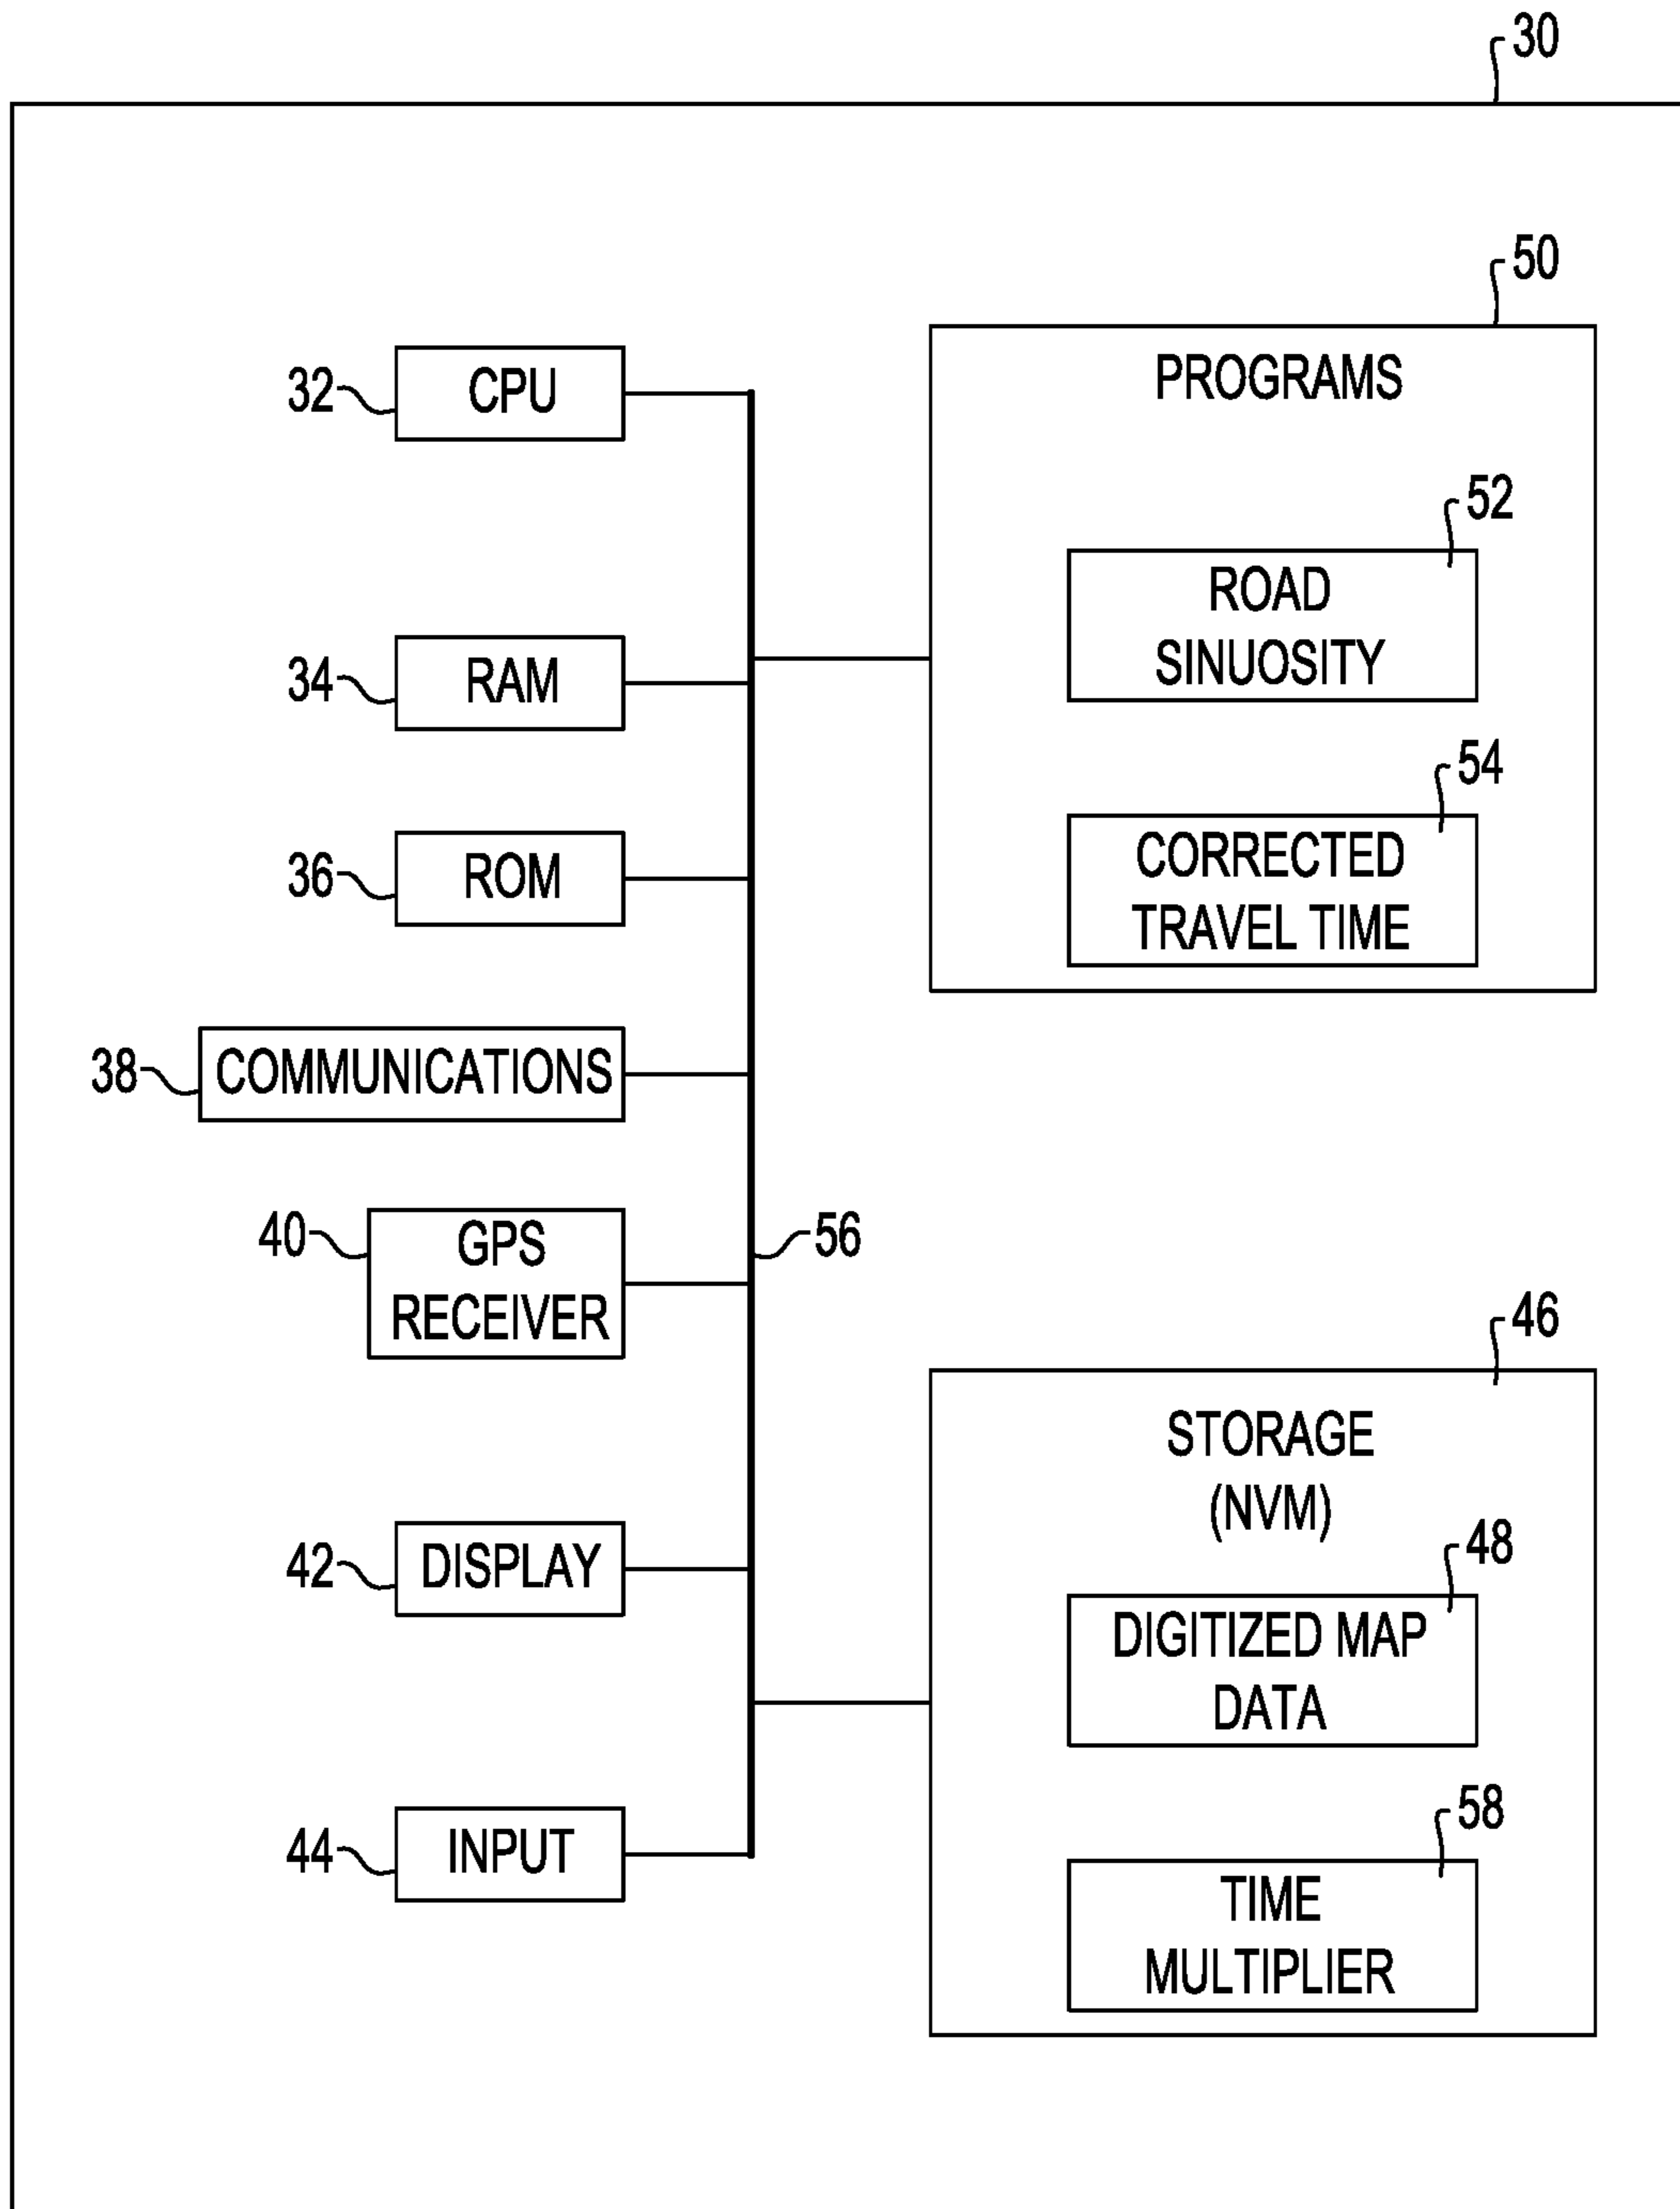 30
50
PROGRAMS
32
CPU
52
ROAD
SINUOSITY
34
RAM
54
CORRECTED
TRAVEL TIME
36
ROM
38
COMMUNICATIONS
40
GPS
RECEIVER
56
46
STORAGE
(NVM)
42
DISPLAY
48
DIGITIZED MAP
DATA
44
INPUT
58
TIME
MULTIPLIER